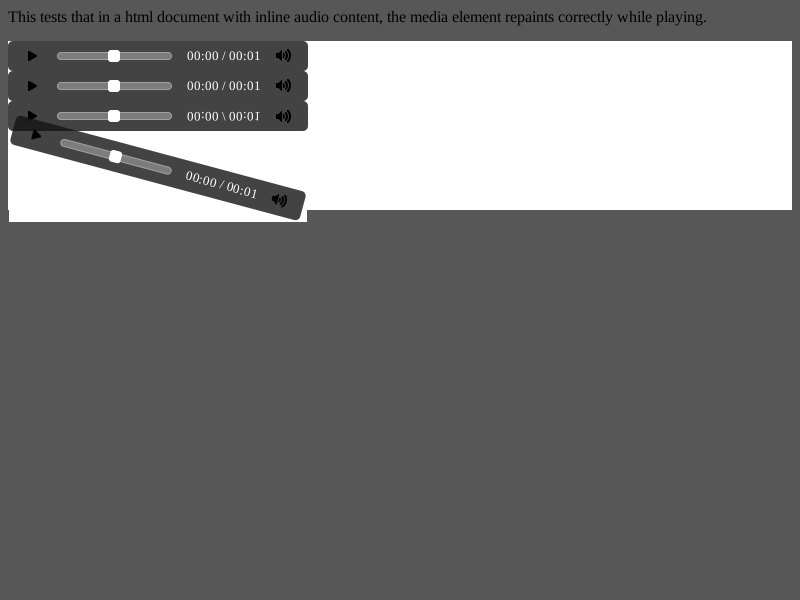 This tests that in a html document with inline audio content, the media element repaints correctly while playing.
00:00 / 00:01
00:00 / 00:01
00:00 \ 00:01
00:00 / 00:01